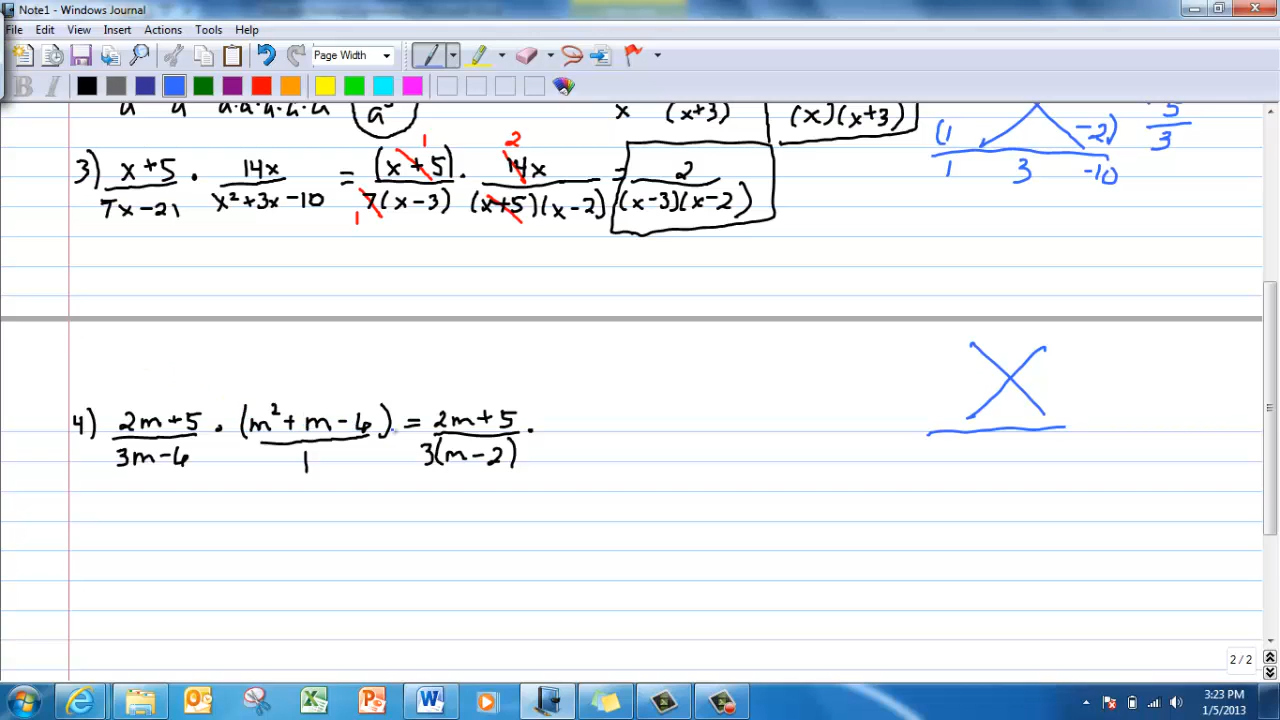 Note1 - Windows Journal
File Edit View Insert Actions Tools Help
Page Width
B I
a a a·a·a·a·a a³ x (x+3) (x)(x+3) (1 -2) 5
3
1 3 -10
3) x+5 · 14x = (x+5) 1 · 14x 2 = 2
7x-21 x²+3x-10 1 7(x-3) (x+5)(x-2) (x-3)(x-2)
4) 2m+5 · (m²+m-6) = 2m+5 ·
3m-6 1 3(m-2)
2 / 2
3:23 PM
1/5/2013